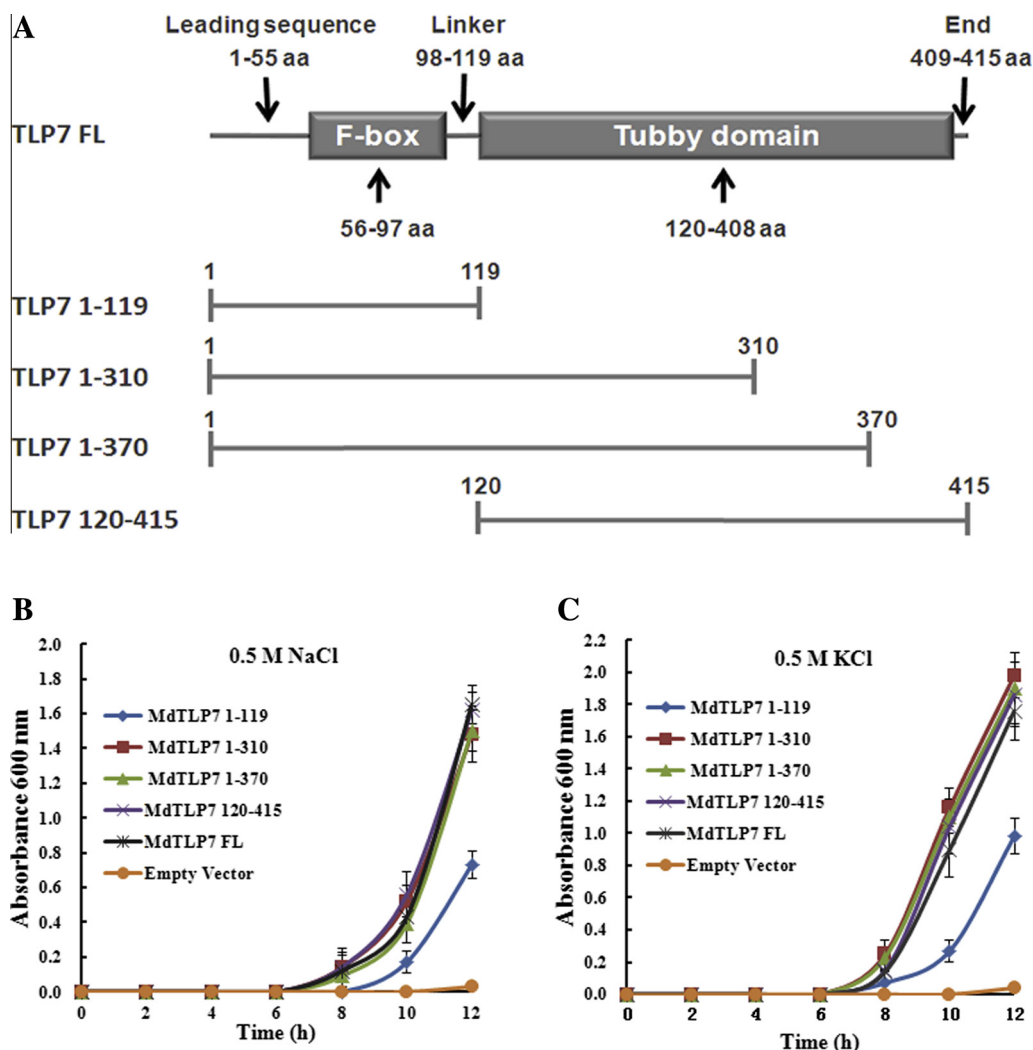 A
Leading sequence
1-55 aa
Linker
98-119 aa
End
409-415 aa
TLP7 FL
F-box
Tubby domain
56-97 aa
120-408 aa
1
119
TLP7 1-119
1
310
TLP7 1-310
1
370
TLP7 1-370
120
415
TLP7 120-415
B
0.5 M NaCl
Absorbance 600 nm
2.0
1.8
1.6
1.4
1.2
1.0
0.8
0.6
0.4
0.2
0.0
MdTLP7 1-119
MdTLP7 1-310
MdTLP7 1-370
MdTLP7 120-415
MdTLP7 FL
Empty Vector
0 2 4 6 8 10 12
Time (h)
C
0.5 M KCl
Absorbance 600 nm
2.2
2.0
1.8
1.6
1.4
1.2
1.0
0.8
0.6
0.4
0.2
0.0
MdTLP7 1-119
MdTLP7 1-310
MdTLP7 1-370
MdTLP7 120-415
MdTLP7 FL
Empty Vector
0 2 4 6 8 10 12
Time (h)